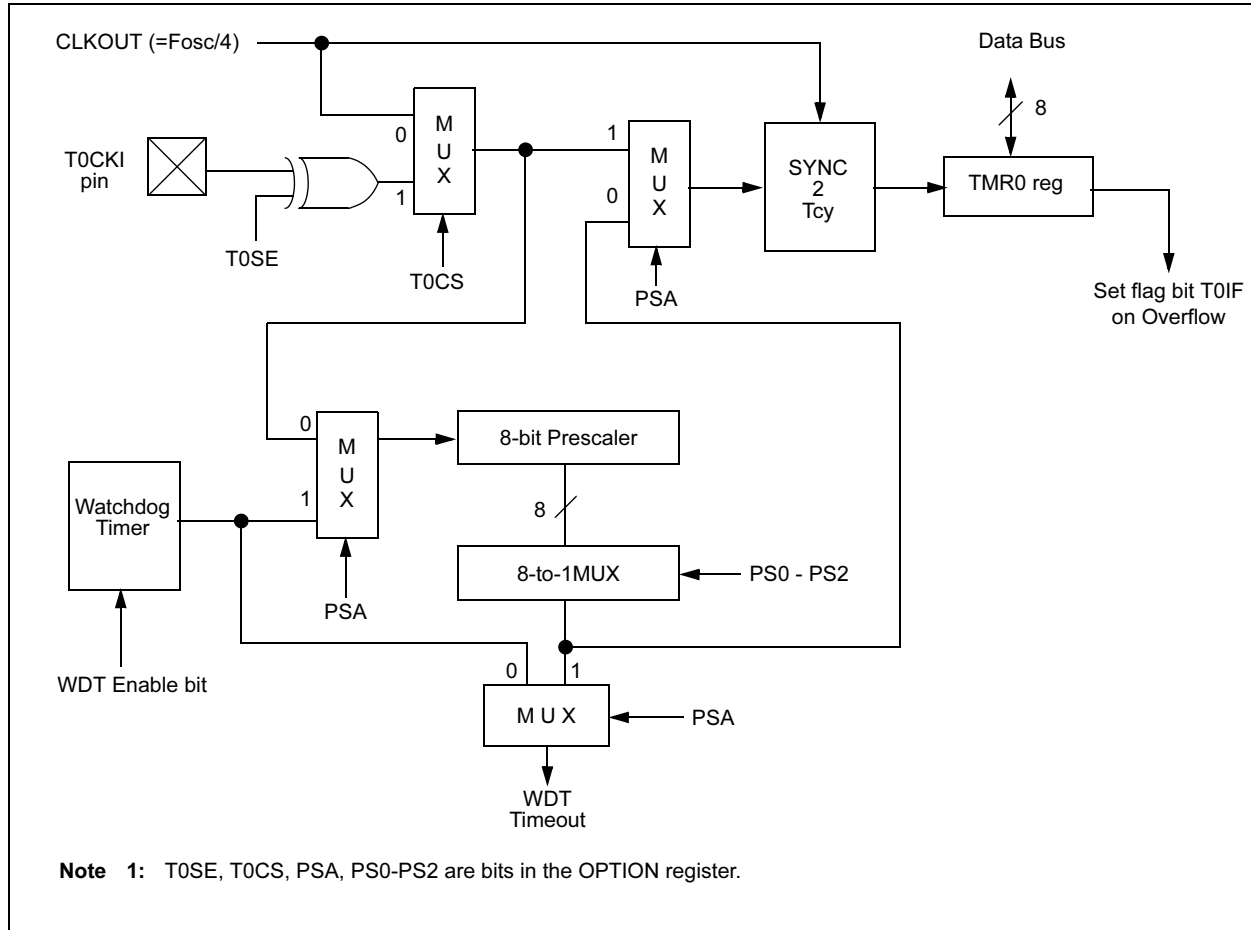 CLKOUT (=Fosc/4)
Data Bus
8
T0CKI
pin
T0SE
0
1
M
U
X
T0CS
1
0
M
U
X
PSA
SYNC
2
Tcy
TMR0 reg
Set flag bit T0IF
on Overflow
0
1
M
U
X
PSA
8-bit Prescaler
8
Watchdog
Timer
WDT Enable bit
8-to-1MUX
PS0 - PS2
0
1
M U X
PSA
WDT
Timeout
Note 1: T0SE, T0CS, PSA, PS0-PS2 are bits in the OPTION register.